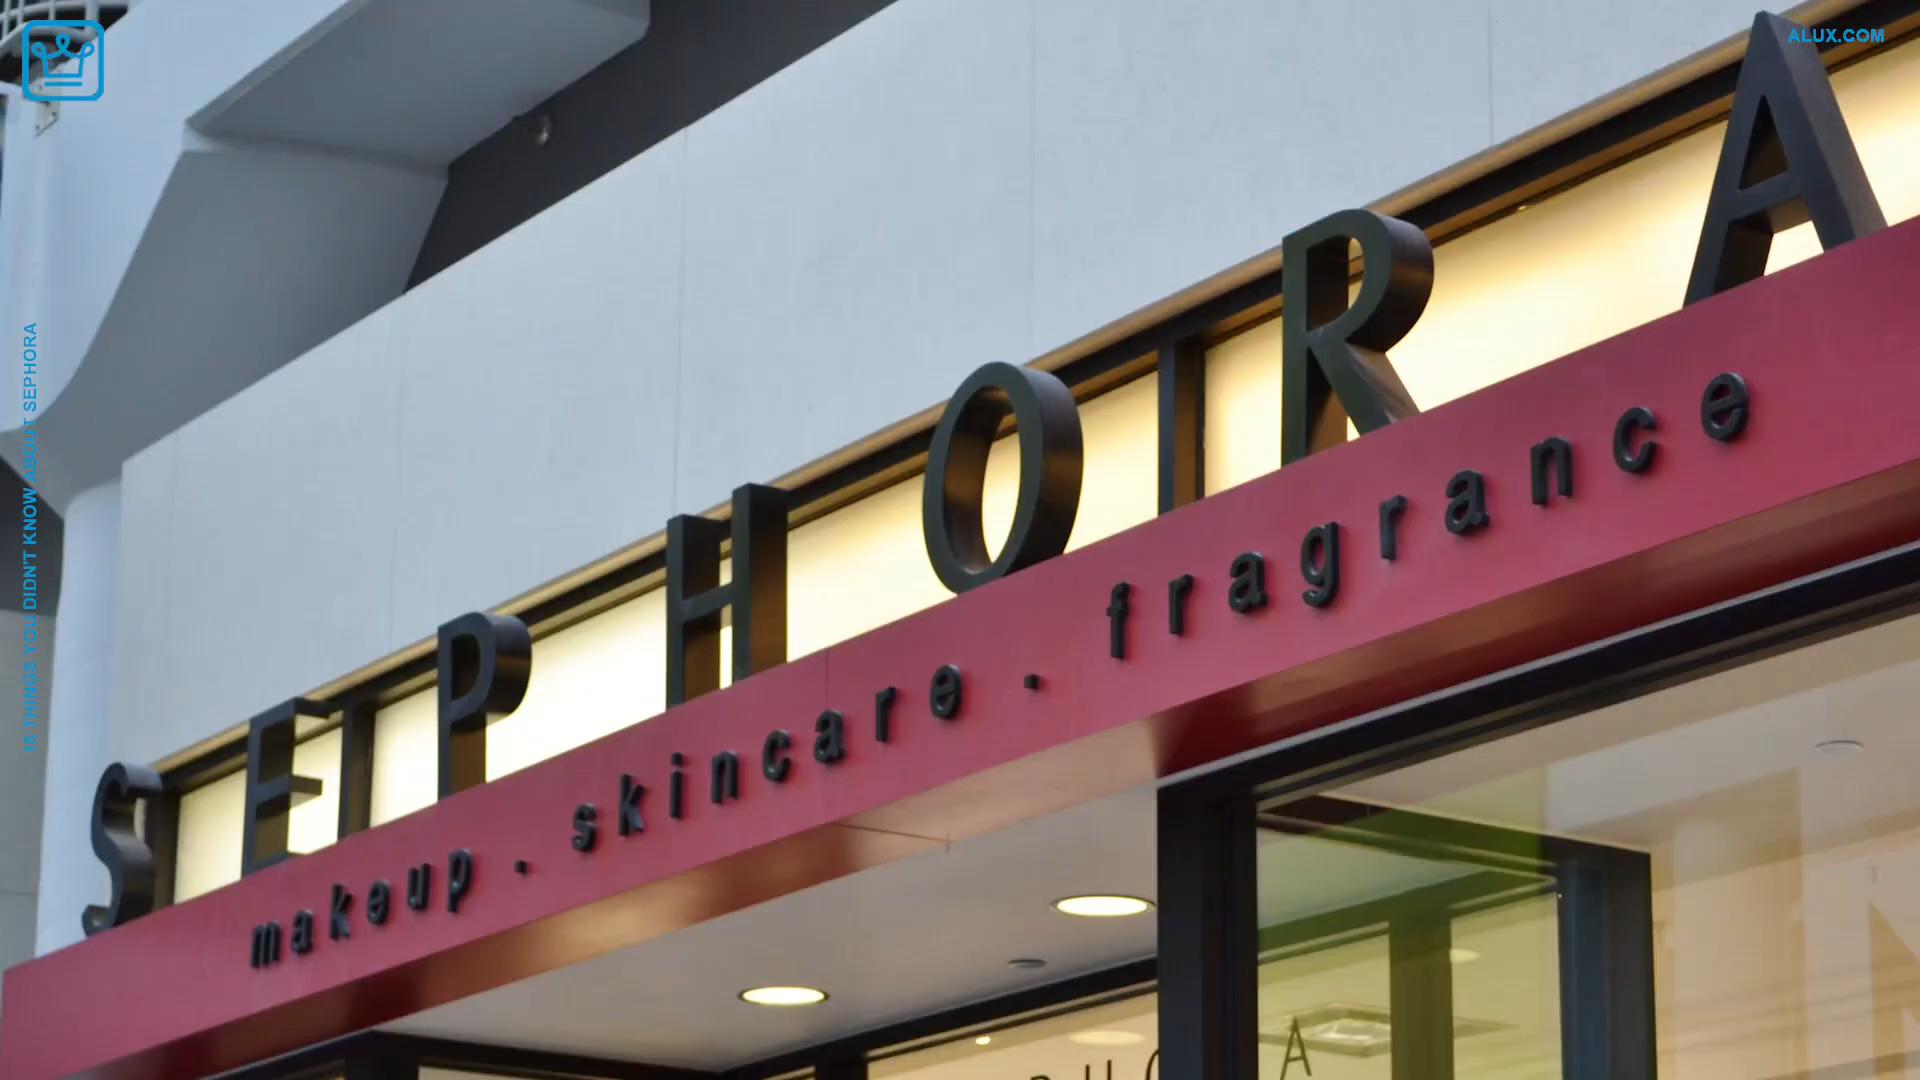 ALUX.COM
15 THINGS YOU DIDN'T KNOW ABOUT SEPHORA
SEPHORA
makeup . skincare . fragrance